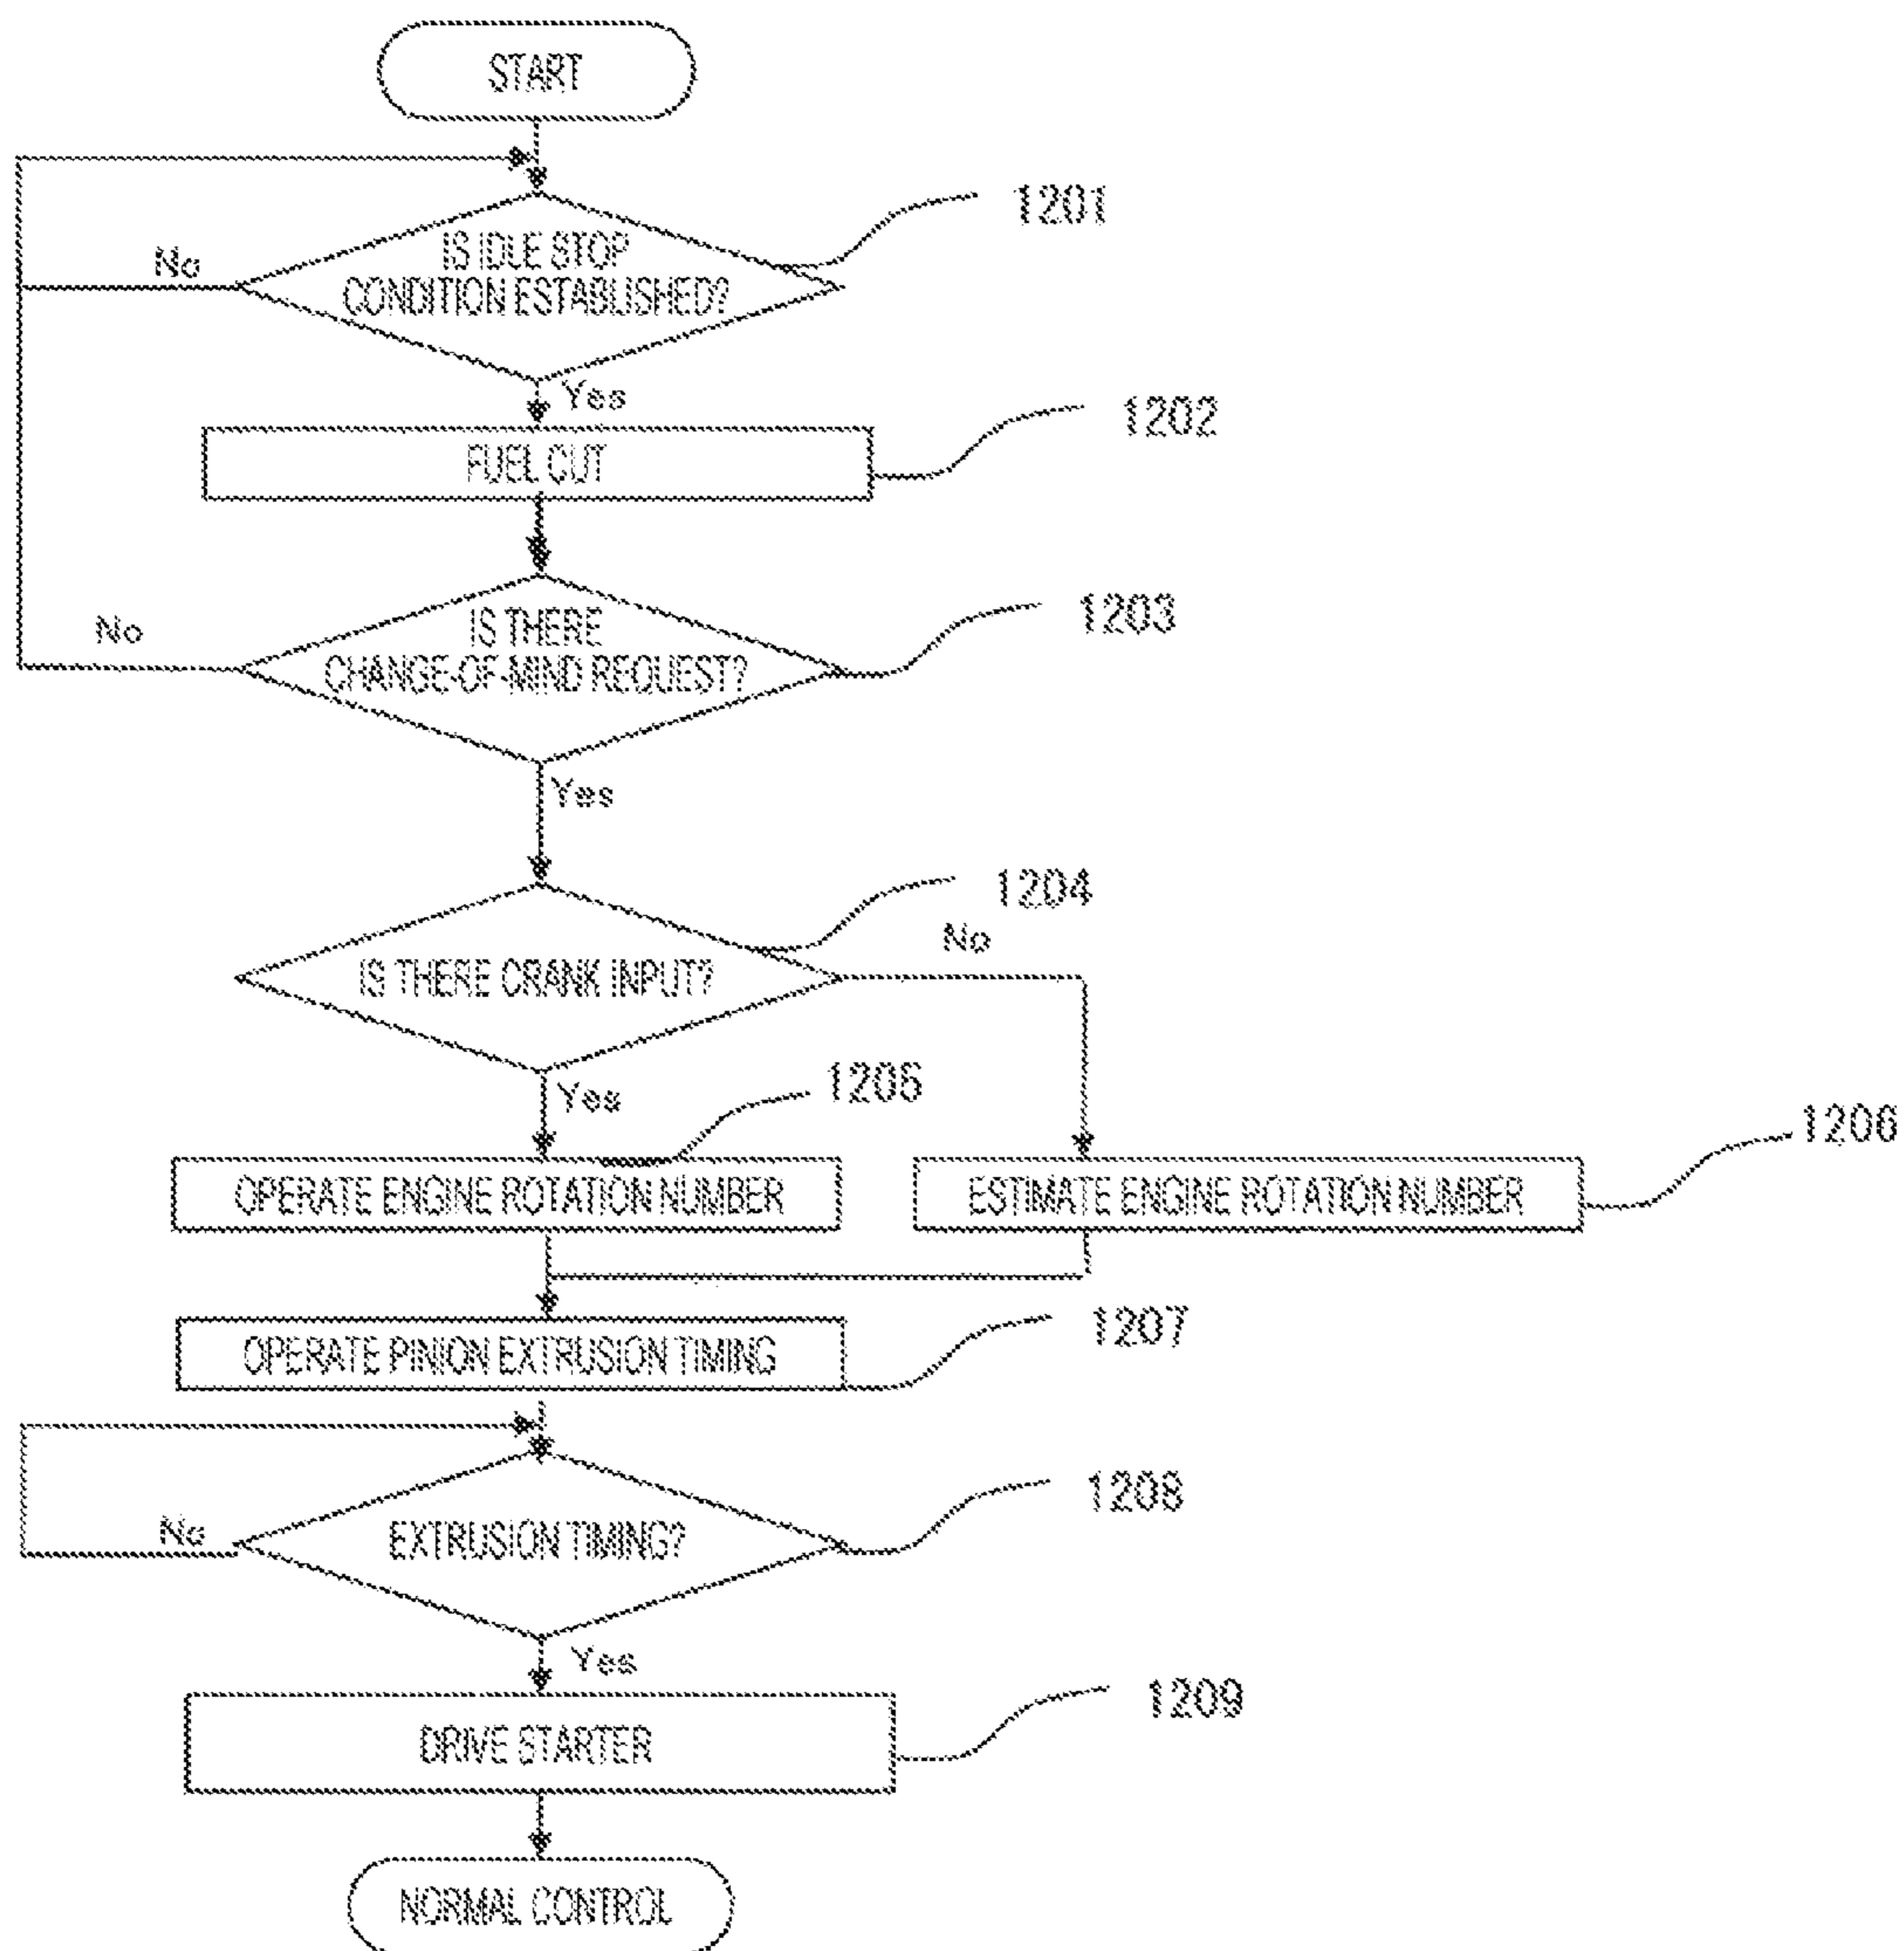 START
1201
No
IS IDLE STOP
CONDITION ESTABLISHED?
Yes
1202
FUEL CUT
1203
No
IS THERE
CHANGE-OF-MIND REQUEST?
Yes
1204
No
IS THERE CRANK INPUT?
Yes
1205
1206
OPERATE ENGINE ROTATION NUMBER
ESTIMATE ENGINE ROTATION NUMBER
1207
OPERATE PINION EXTRUSION TIMING
1208
No
EXTRUSION TIMING?
Yes
1209
DRIVE STARTER
NORMAL CONTROL